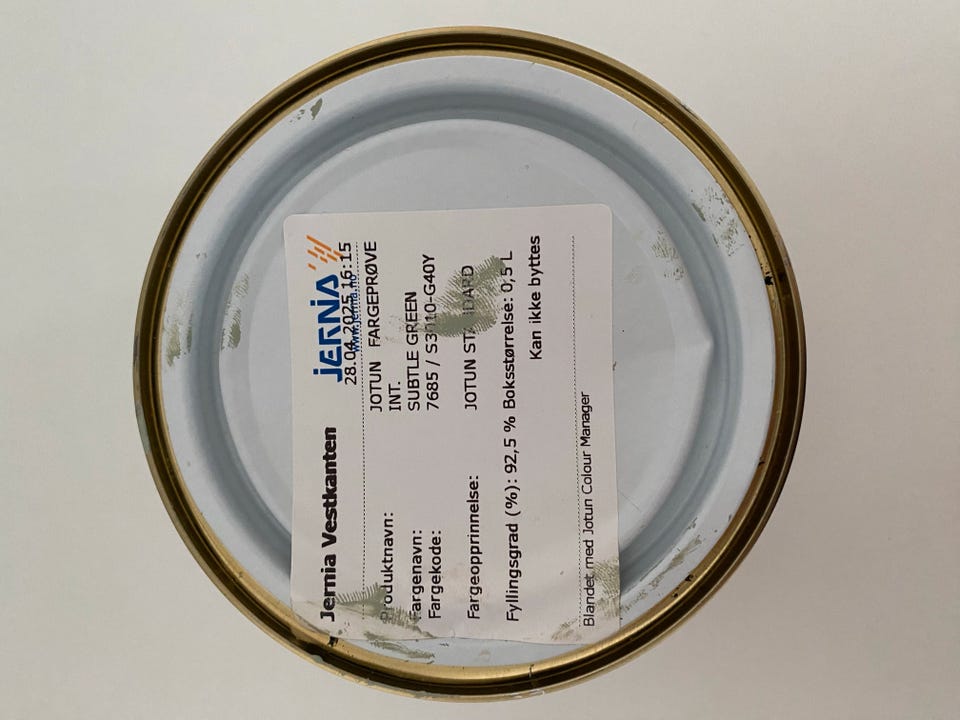 Jernia Vestkanten JERNIA
www.jernia.no
28.04.2025 16:15
Produktnavn: JOTUN FARGEPRØVE
INT.
Fargenavn: SUBTLE GREEN
Fargekode: 7685 / S3010-G40Y
Fargeopprinnelse: JOTUN STANDARD
Fyllingsgrad (%): 92,5 % Boksstørrelse: 0,5 L
Kan ikke byttes
Blandet med Jotun Colour Manager